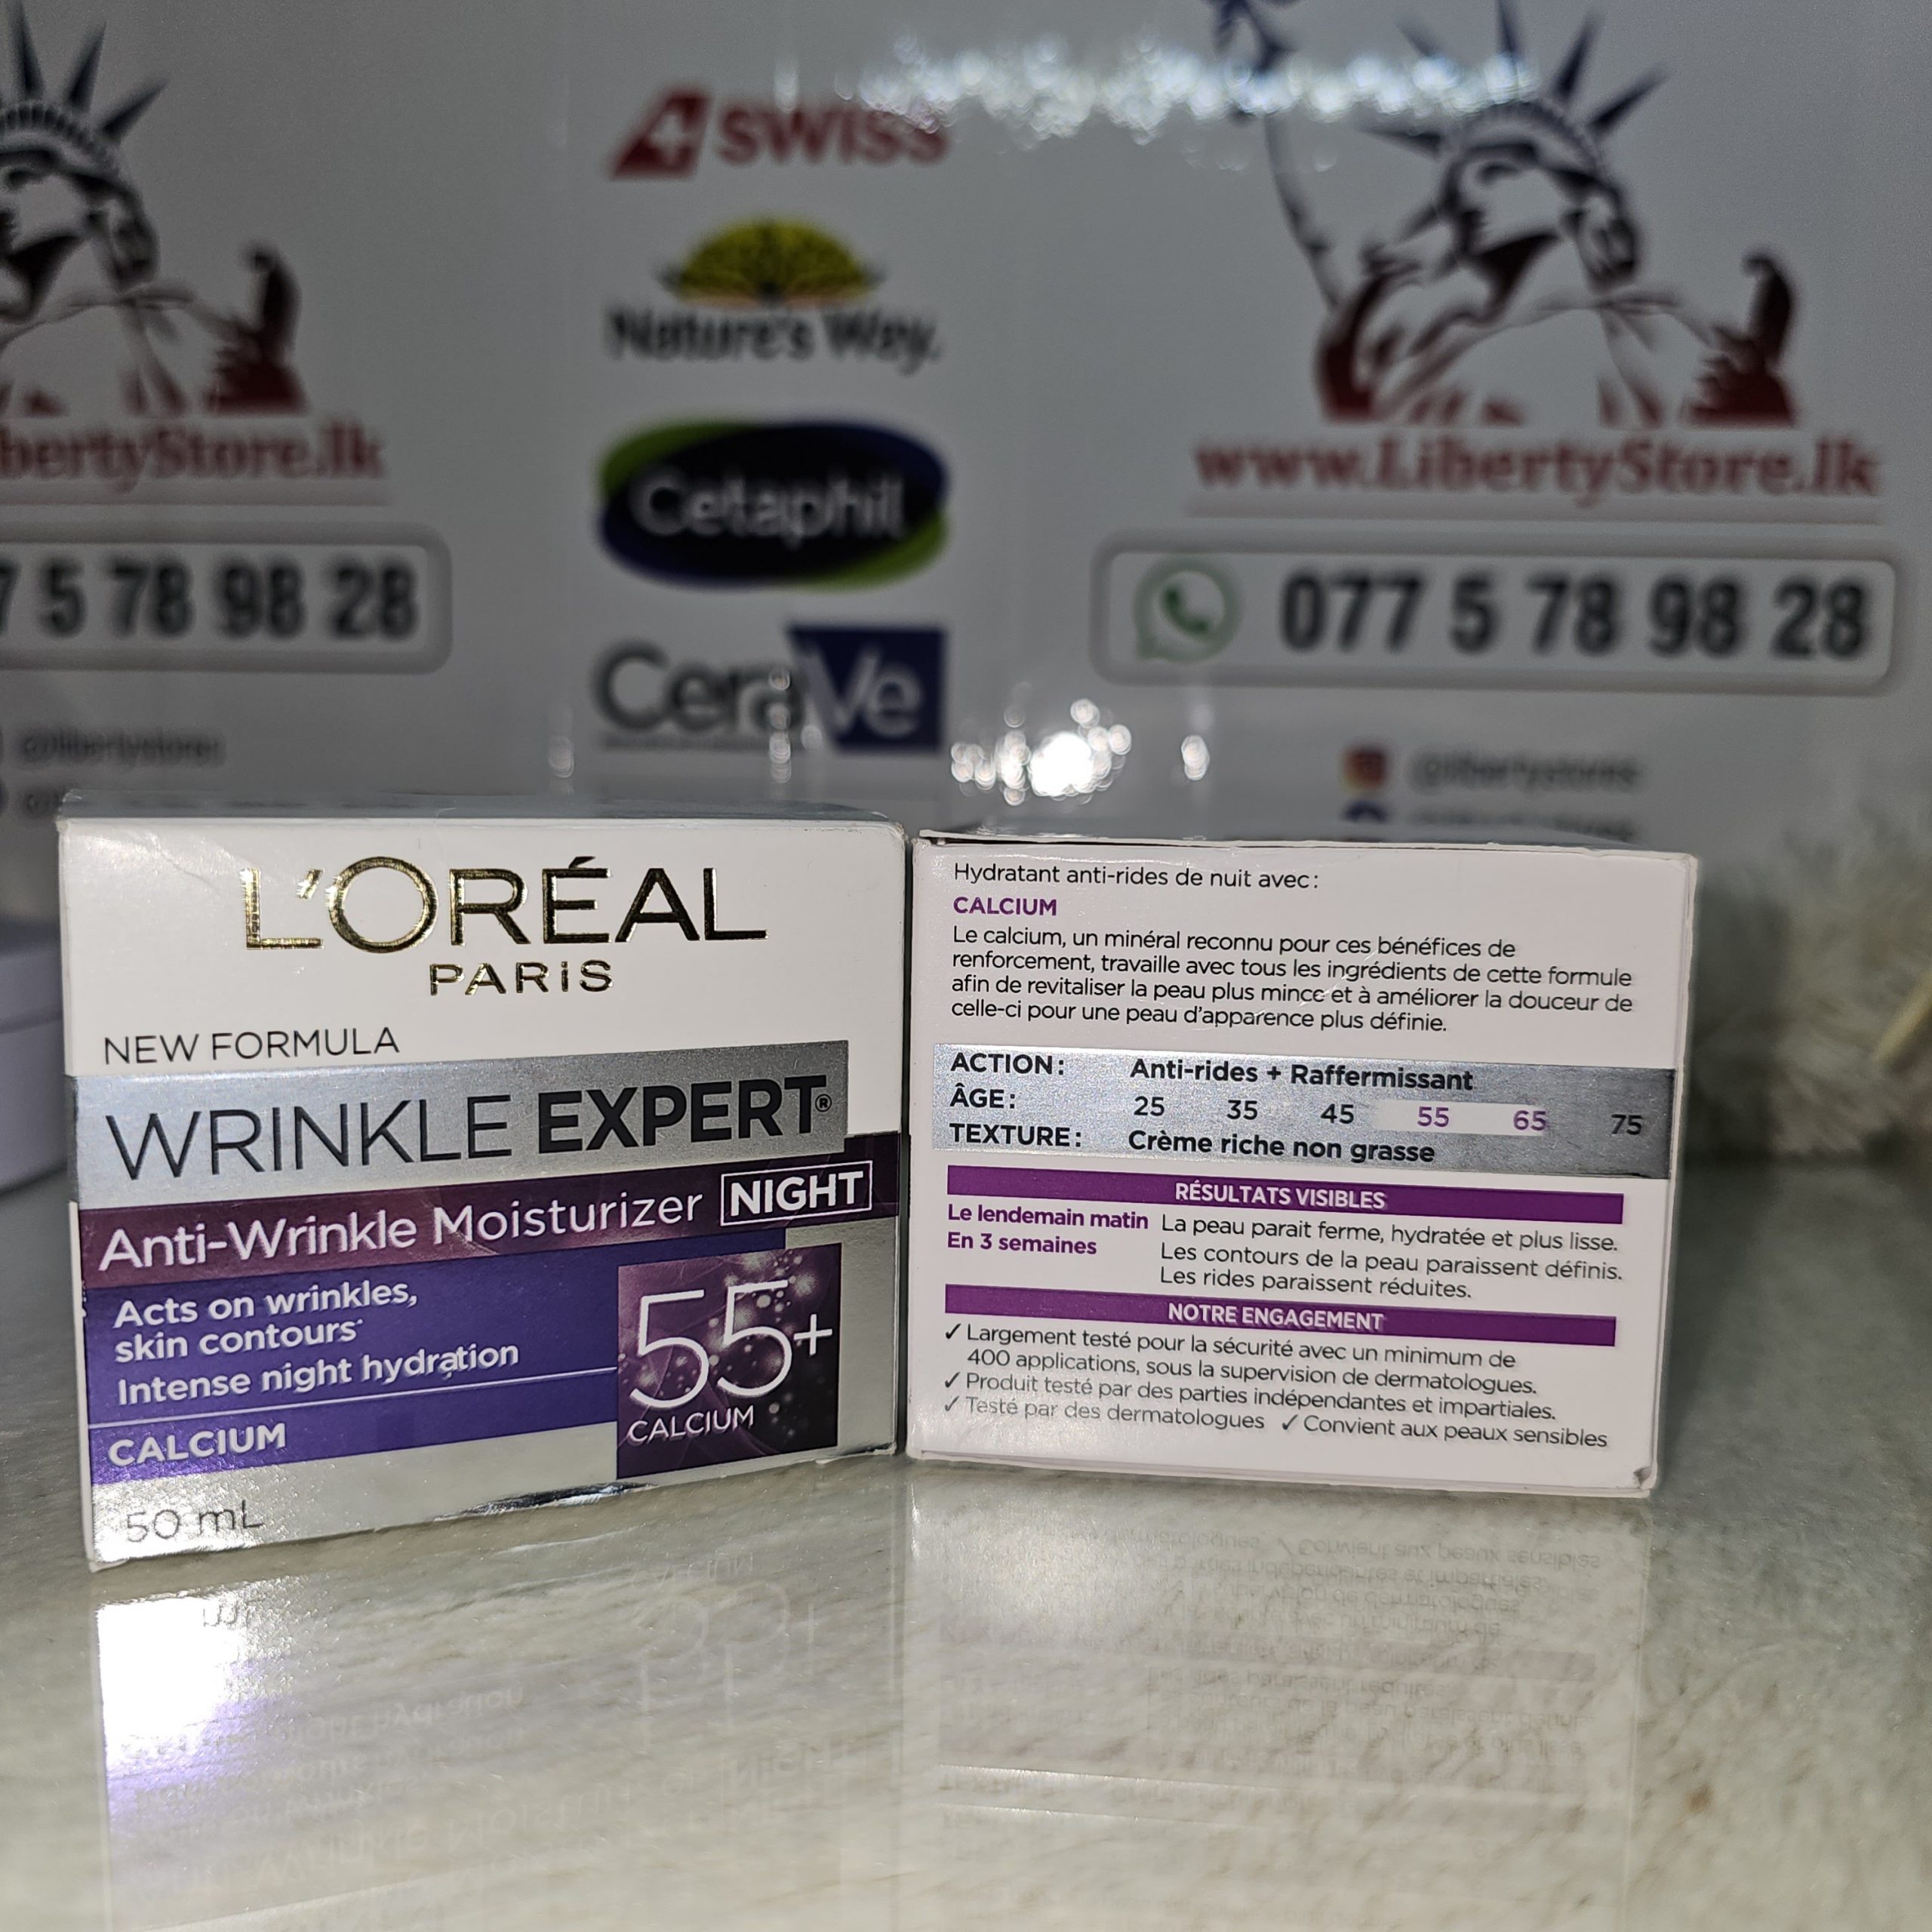 SWISS
Nature's Way.
Cetaphil
CeraVe
bertyStore.lk
7 5 78 98 28
@libertystores
www.LibertyStore.lk
077 5 78 98 28
@libertystores
L'ORÉAL
PARiS
NEW FORMULA
WRINKLE EXPERT®
Anti-Wrinkle Moisturizer NIGHT
Acts on wrinkles,
skin contours*
Intense night hydration
CALCIUM
55+
CALCIUM
50 mL
Hydratant anti-rides de nuit avec :
CALCIUM
Le calcium, un minéral reconnu pour ces bénéfices de
renforcement, travaille avec tous les ingrédients de cette formule
afin de revitaliser la peau plus mince et à améliorer la douceur de
celle-ci pour une peau d'apparence plus définie.
ACTION : Anti-rides + Raffermissant
ÂGE : 25 35 45 55 65 75
TEXTURE : Crème riche non grasse
RÉSULTATS VISIBLES
Le lendemain matin La peau parait ferme, hydratée et plus lisse.
En 3 semaines Les contours de la peau paraissent définis.
Les rides paraissent réduites.
NOTRE ENGAGEMENT
✓ Largement testé pour la sécurité avec un minimum de
400 applications, sous la supervision de dermatologues.
✓ Produit testé par des parties indépendantes et impartiales.
✓ Testé par des dermatologues ✓ Convient aux peaux sensibles